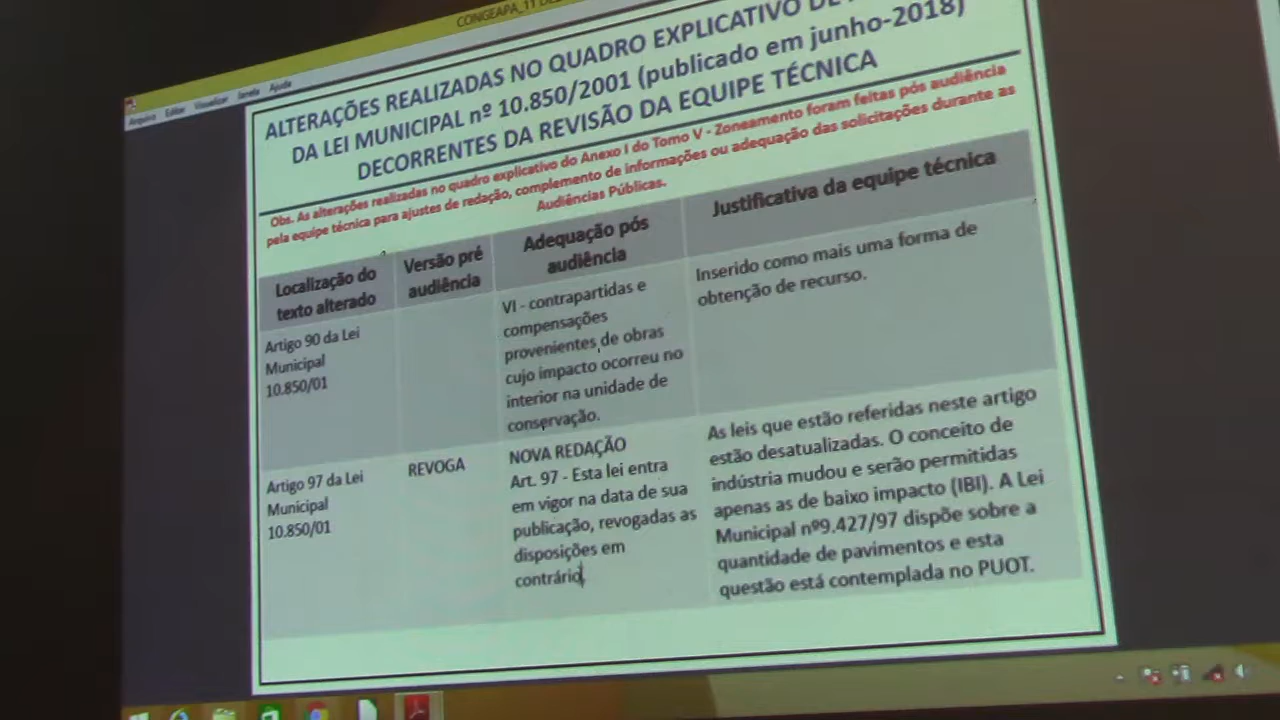 CONGEAPA_11
Arquivo Editar Visualizar Janela Ajuda
ALTERAÇÕES REALIZADAS NO QUADRO EXPLICATIVO DE
DA LEI MUNICIPAL nº 10.850/2001 (publicado em junho-2018)
DECORRENTES DA REVISÃO DA EQUIPE TÉCNICA
Obs. As alterações realizadas no quadro explicativo do Anexo I do Tomo V - Zoneamento foram feitas pós audiência
pela equipe técnica para ajustes de redação, complemento de informações ou adequação das solicitações durante as
Audiências Públicas.
Localização do
texto alterado
Versão pré
audiência
Adequação pós
audiência
Justificativa da equipe técnica
Artigo 90 da Lei
Municipal
10.850/01
VI - contrapartidas e
compensações
provenientes de obras
cujo impacto ocorreu no
interior na unidade de
conservação.
Inserido como mais uma forma de
obtenção de recurso.
Artigo 97 da Lei
Municipal
10.850/01
REVOGA
NOVA REDAÇÃO
Art. 97 - Esta lei entra
em vigor na data de sua
publicação, revogadas as
disposições em
contrário
As leis que estão referidas neste artigo
estão desatualizadas. O conceito de
indústria mudou e serão permitidas
apenas as de baixo impacto (IBI). A Lei
Municipal nº9.427/97 dispõe sobre a
quantidade de pavimentos e esta
questão está contemplada no PUOT.